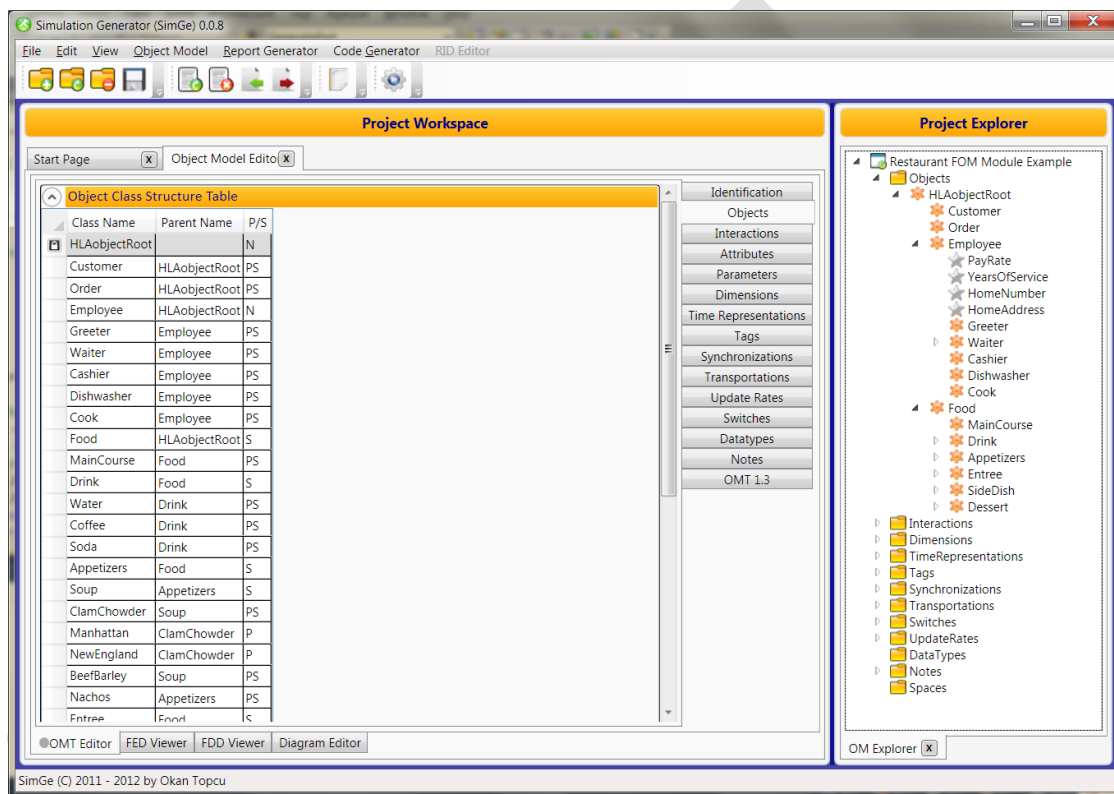 Simulation Generator (SimGe) 0.0.8
File Edit View Object Model Report Generator Code Generator RID Editor
Project Workspace
Start Page X Object Model Edito X
Object Class Structure Table
Class Name Parent Name P/S
HLAobjectRoot N
Customer HLAobjectRoot PS
Order HLAobjectRoot PS
Employee HLAobjectRoot N
Greeter Employee PS
Waiter Employee PS
Cashier Employee PS
Dishwasher Employee PS
Cook Employee PS
Food HLAobjectRoot S
MainCourse Food PS
Drink Food S
Water Drink PS
Coffee Drink PS
Soda Drink PS
Appetizers Food S
Soup Appetizers S
ClamChowder Soup PS
Manhattan ClamChowder P
NewEngland ClamChowder P
BeefBarley Soup PS
Nachos Appetizers PS
Entree Food S
Identification
Objects
Interactions
Attributes
Parameters
Dimensions
Time Representations
Tags
Synchronizations
Transportations
Update Rates
Switches
Datatypes
Notes
OMT 1.3
OMT Editor FED Viewer FDD Viewer Diagram Editor
Project Explorer
Restaurant FOM Module Example
Objects
HLAobjectRoot
Customer
Order
Employee
PayRate
YearsOfService
HomeNumber
HomeAddress
Greeter
Waiter
Cashier
Dishwasher
Cook
Food
MainCourse
Drink
Appetizers
Entree
SideDish
Dessert
Interactions
Dimensions
TimeRepresentations
Tags
Synchronizations
Transportations
Switches
UpdateRates
DataTypes
Notes
Spaces
OM Explorer X
SimGe (C) 2011 - 2012 by Okan Topcu